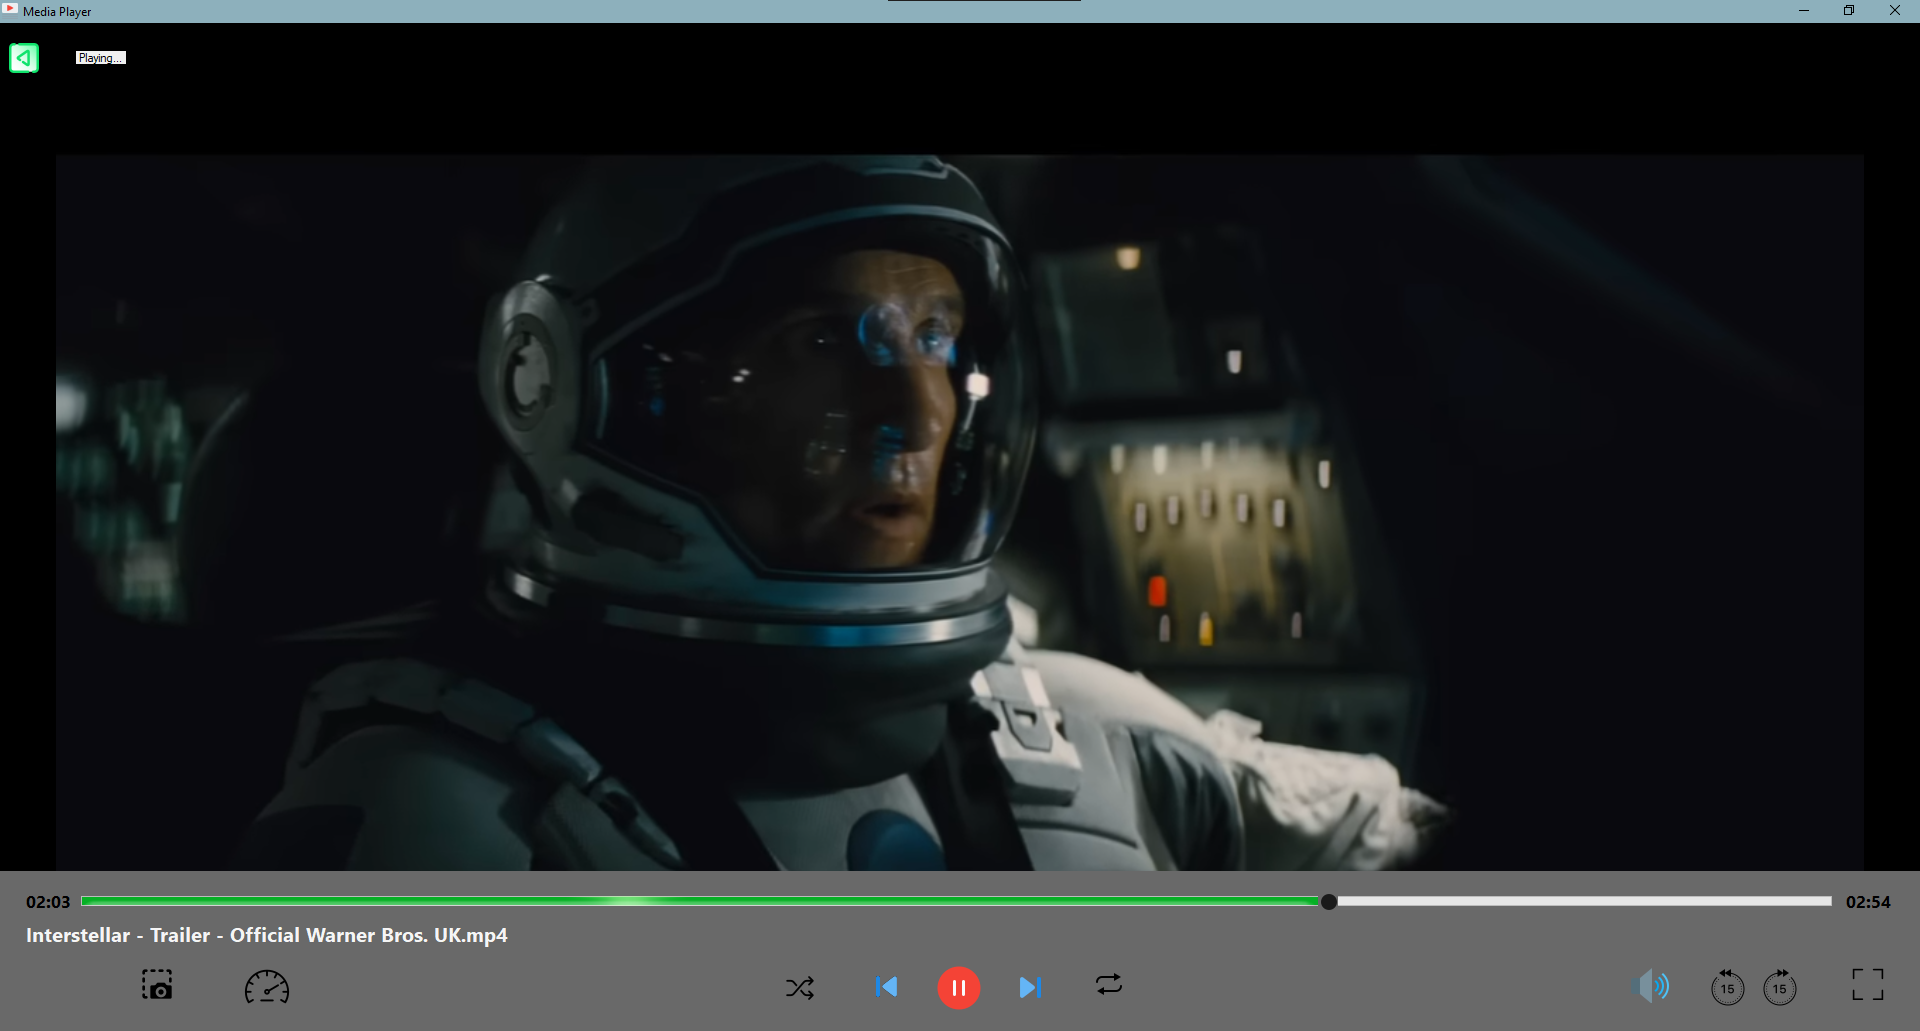 Media Player
Playing...
02:03
02:54
Interstellar - Trailer - Official Warner Bros. UK.mp4
15
15